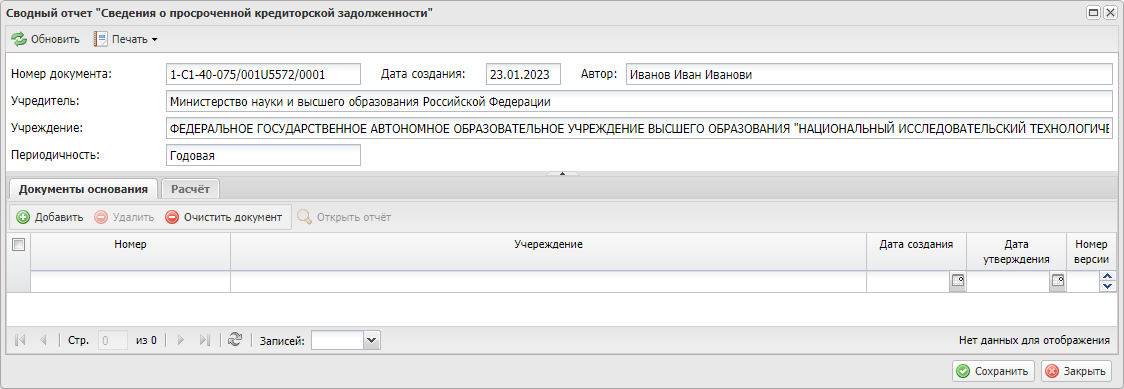 Сводный отчет "Сведения о просроченной кредиторской задолженности"
Обновить Печать
Номер документа: 1-С1-40-075/001U5572/0001 Дата создания: 23.01.2023 Автор: Иванов Иван Иванови
Учредитель: Министерство науки и высшего образования Российской Федерации
Учреждение: ФЕДЕРАЛЬНОЕ ГОСУДАРСТВЕННОЕ АВТОНОМНОЕ ОБРАЗОВАТЕЛЬНОЕ УЧРЕЖДЕНИЕ ВЫСШЕГО ОБРАЗОВАНИЯ "НАЦИОНАЛЬНЫЙ ИССЛЕДОВАТЕЛЬСКИЙ ТЕХНОЛОГИЧЕ
Периодичность: Годовая
Документы основания Расчёт
Добавить Удалить Очистить документ Открыть отчёт
Номер Учереждение Дата создания Дата утверждения Номер версии
Стр. 0 из 0 Записей: Нет данных для отображения
Сохранить Закрыть